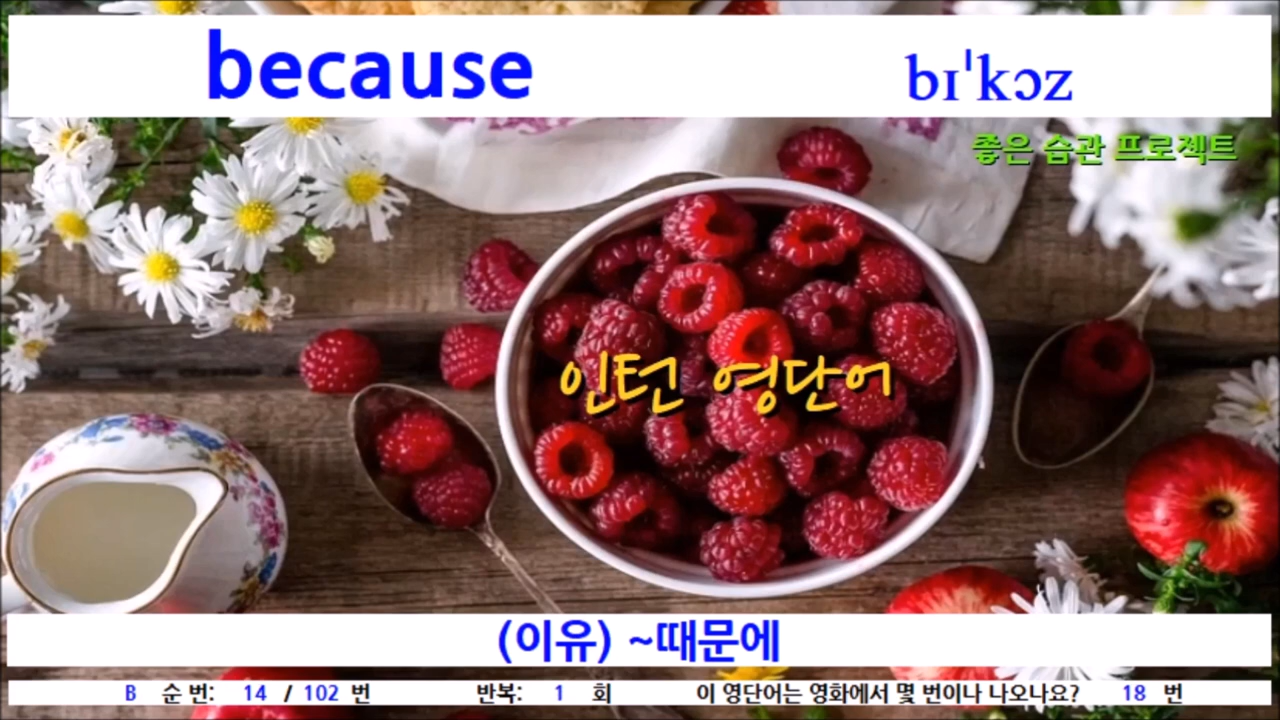 because bɪˈkɔz
좋은 습관 프로젝트
인턴 영단어
(이유) ~때문에
B 순 번: 14 / 102 번 반복: 1 회 이 영단어는 영화에서 몇 번이나 나오나요? 18 번